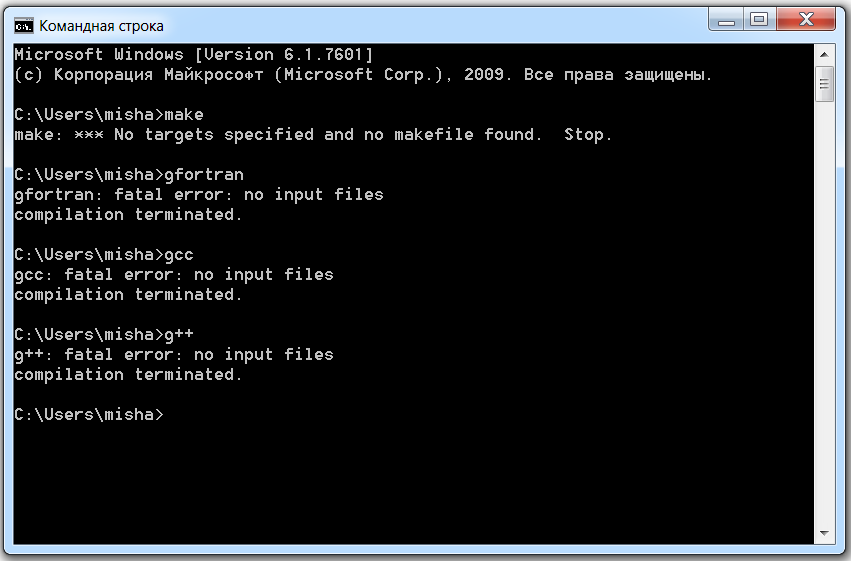 Командная строка
Microsoft Windows [Version 6.1.7601]
(c) Корпорация Майкрософт (Microsoft Corp.), 2009. Все права защищены.
C:\Users\misha>make
make: *** No targets specified and no makefile found.  Stop.
C:\Users\misha>gfortran
gfortran: fatal error: no input files
compilation terminated.
C:\Users\misha>gcc
gcc: fatal error: no input files
compilation terminated.
C:\Users\misha>g++
g++: fatal error: no input files
compilation terminated.
C:\Users\misha>